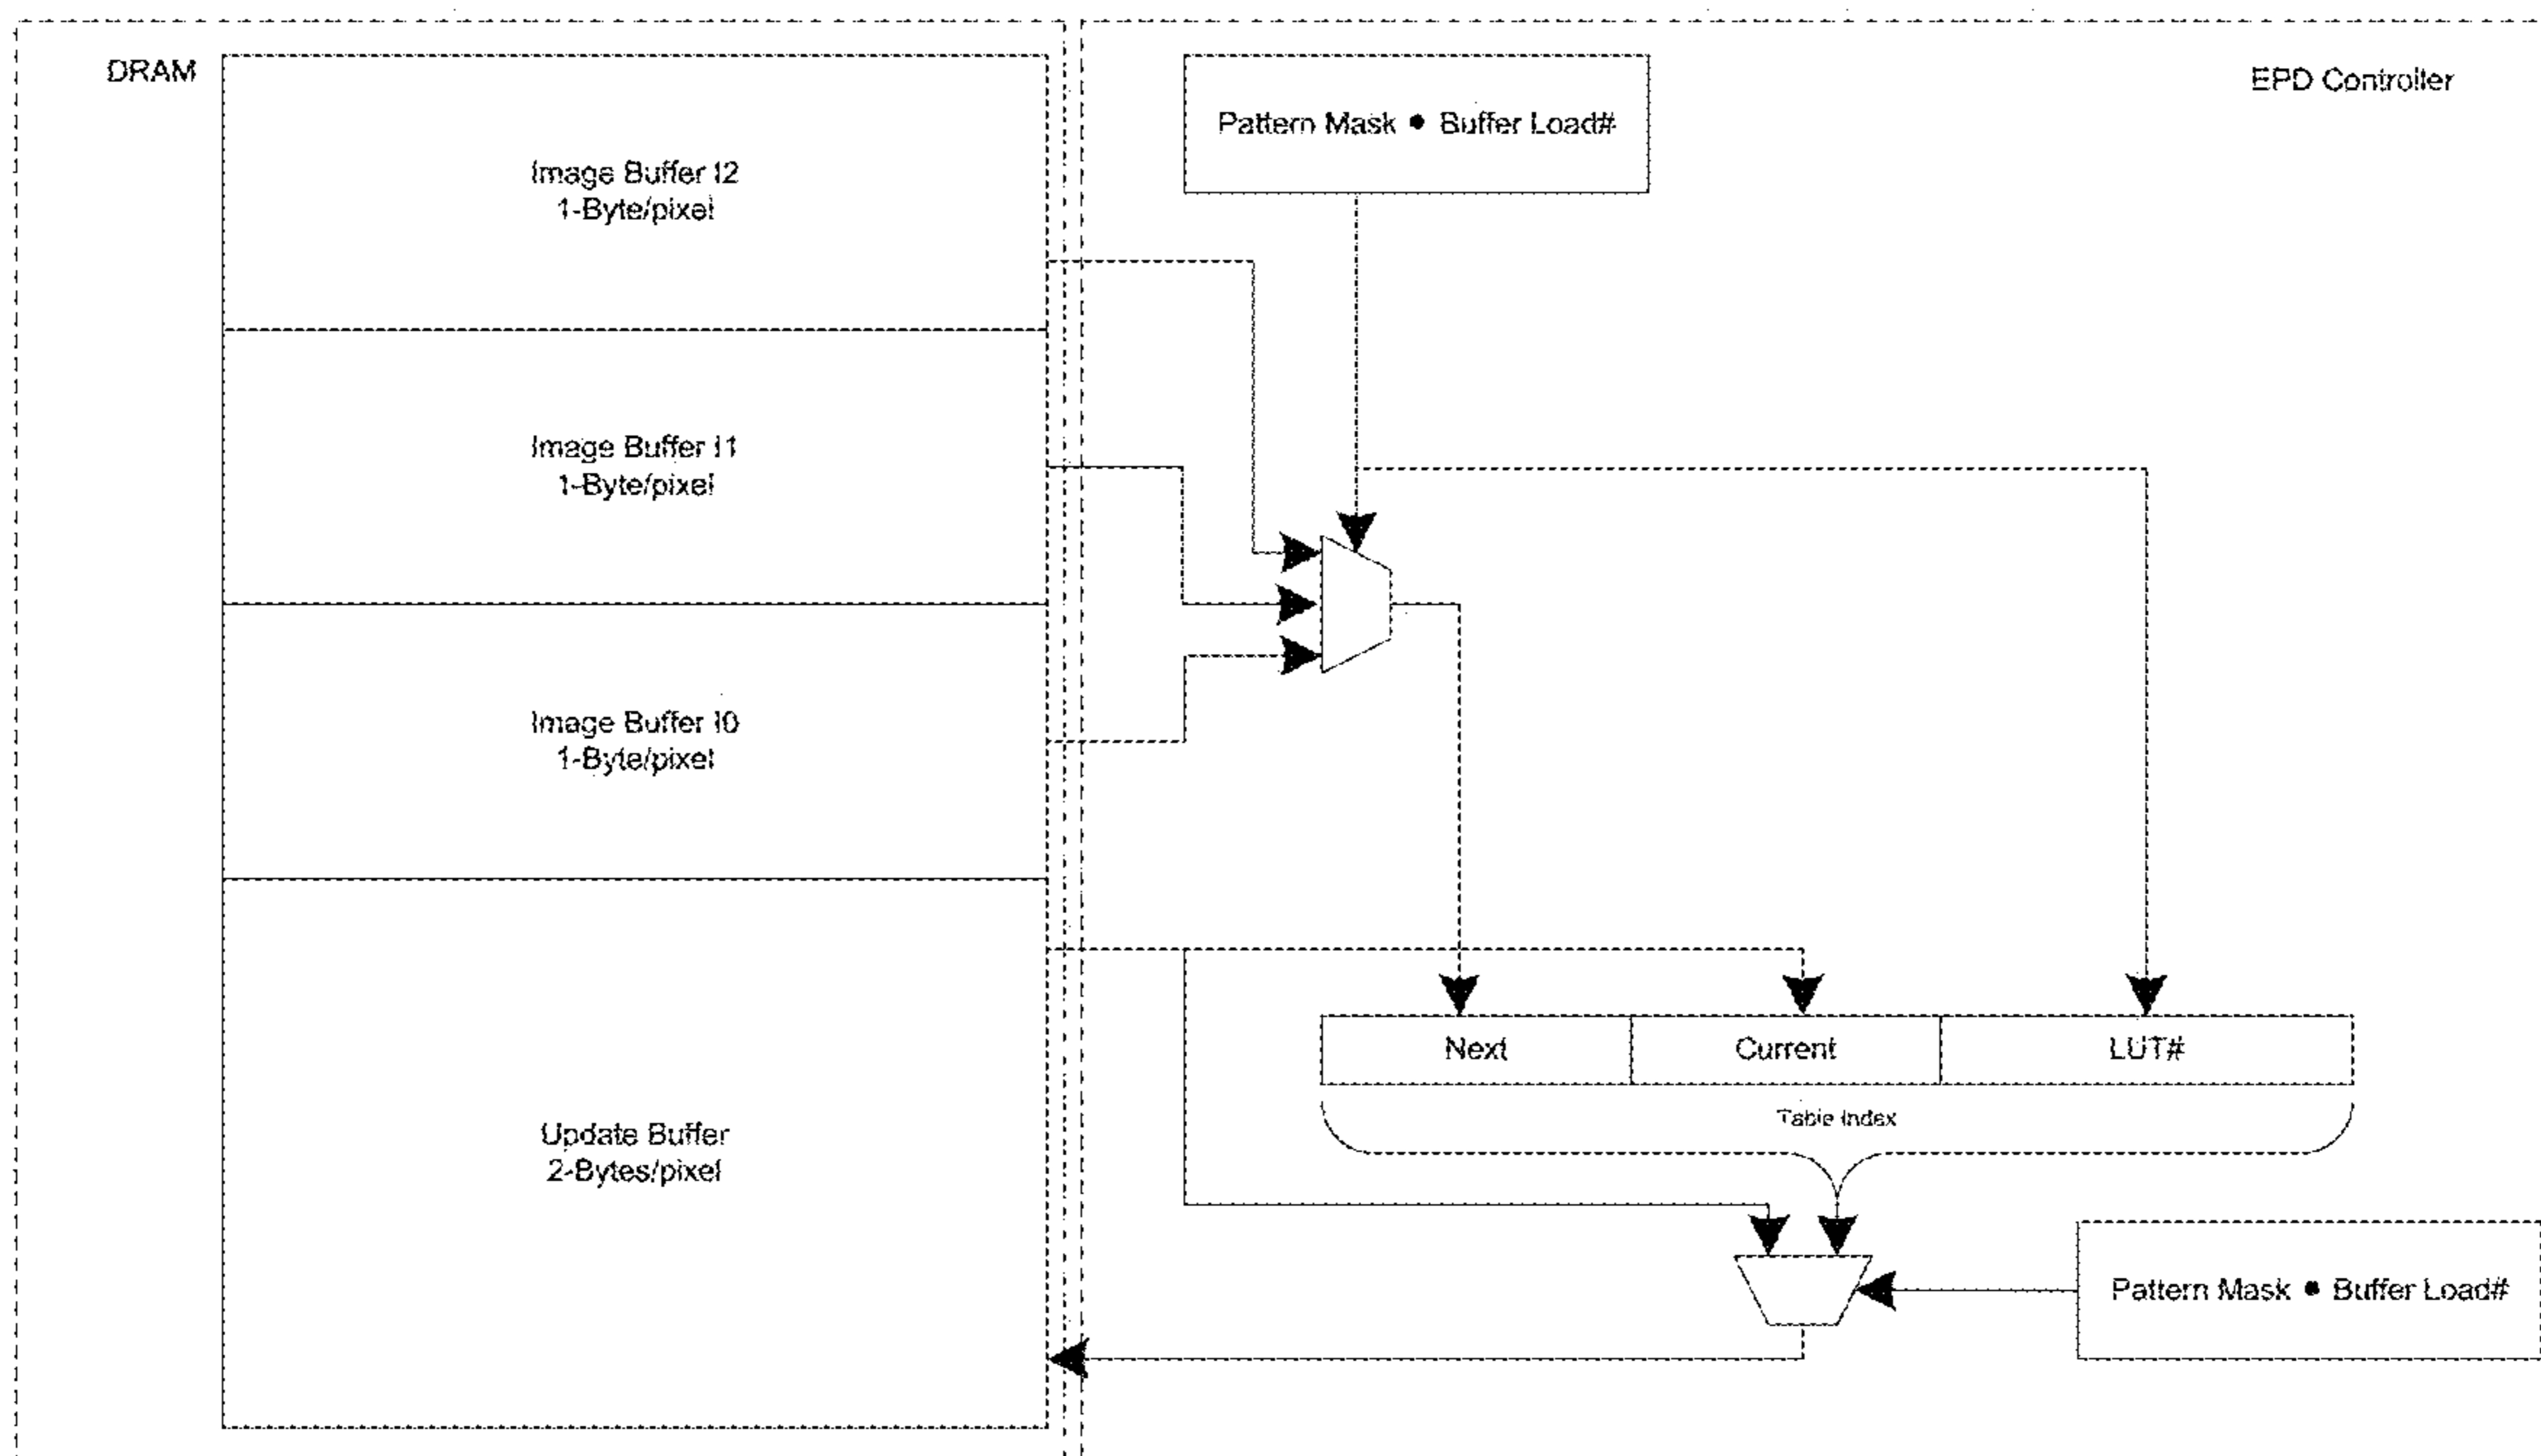 DRAM
EPD Controller
Pattern Mask • Buffer Load#
Image Buffer I2
1-Byte/pixel
Image Buffer I1
1-Byte/pixel
Image Buffer I0
1-Byte/pixel
Next
Current
LUT#
Table Index
Update Buffer
2-Bytes/pixel
Pattern Mask • Buffer Load#